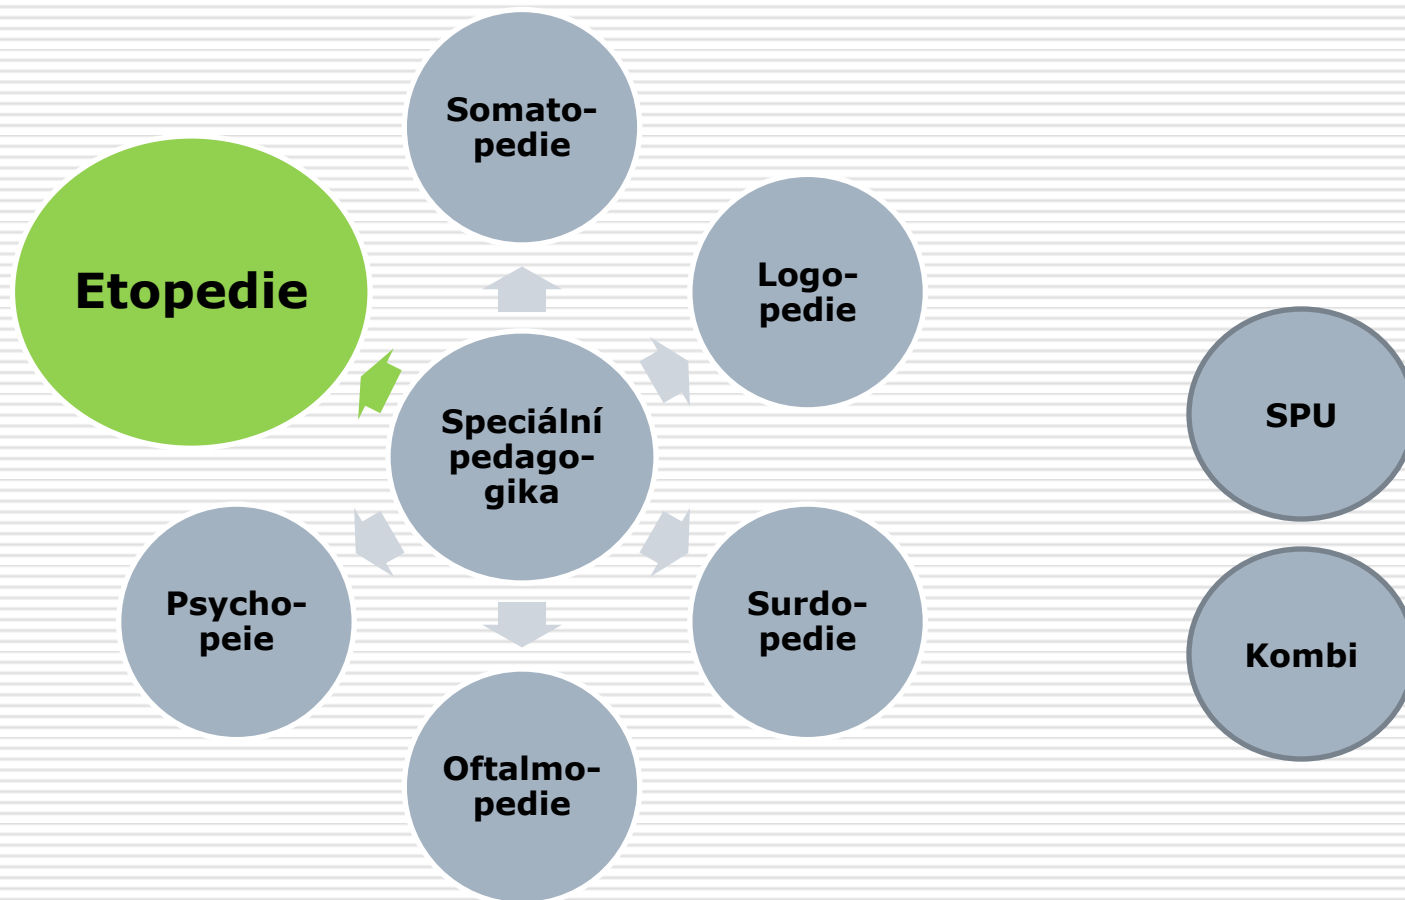 Somato-
pedie
Etopedie
Logo-
pedie
Speciální
pedago-
gika
SPU
Psycho-
peie
Surdo-
pedie
Kombi
Oftalmo-
pedie